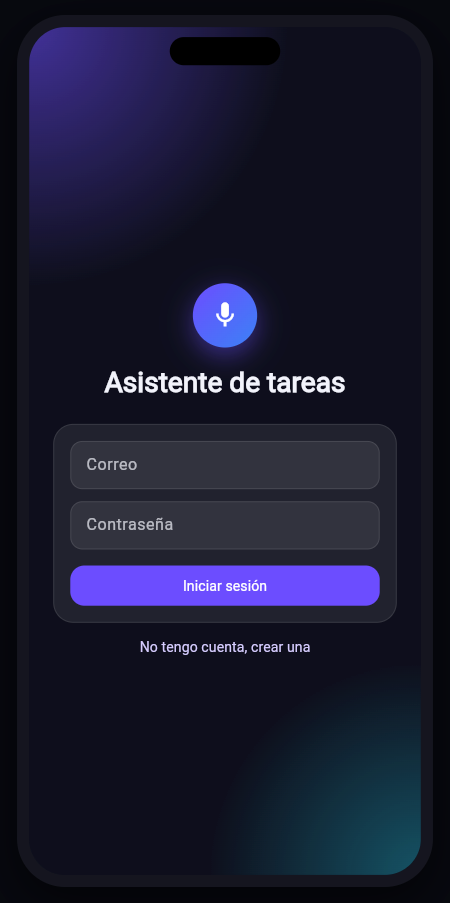 Asistente de tareas
Correo
Contraseña
Iniciar sesión
No tengo cuenta, crear una